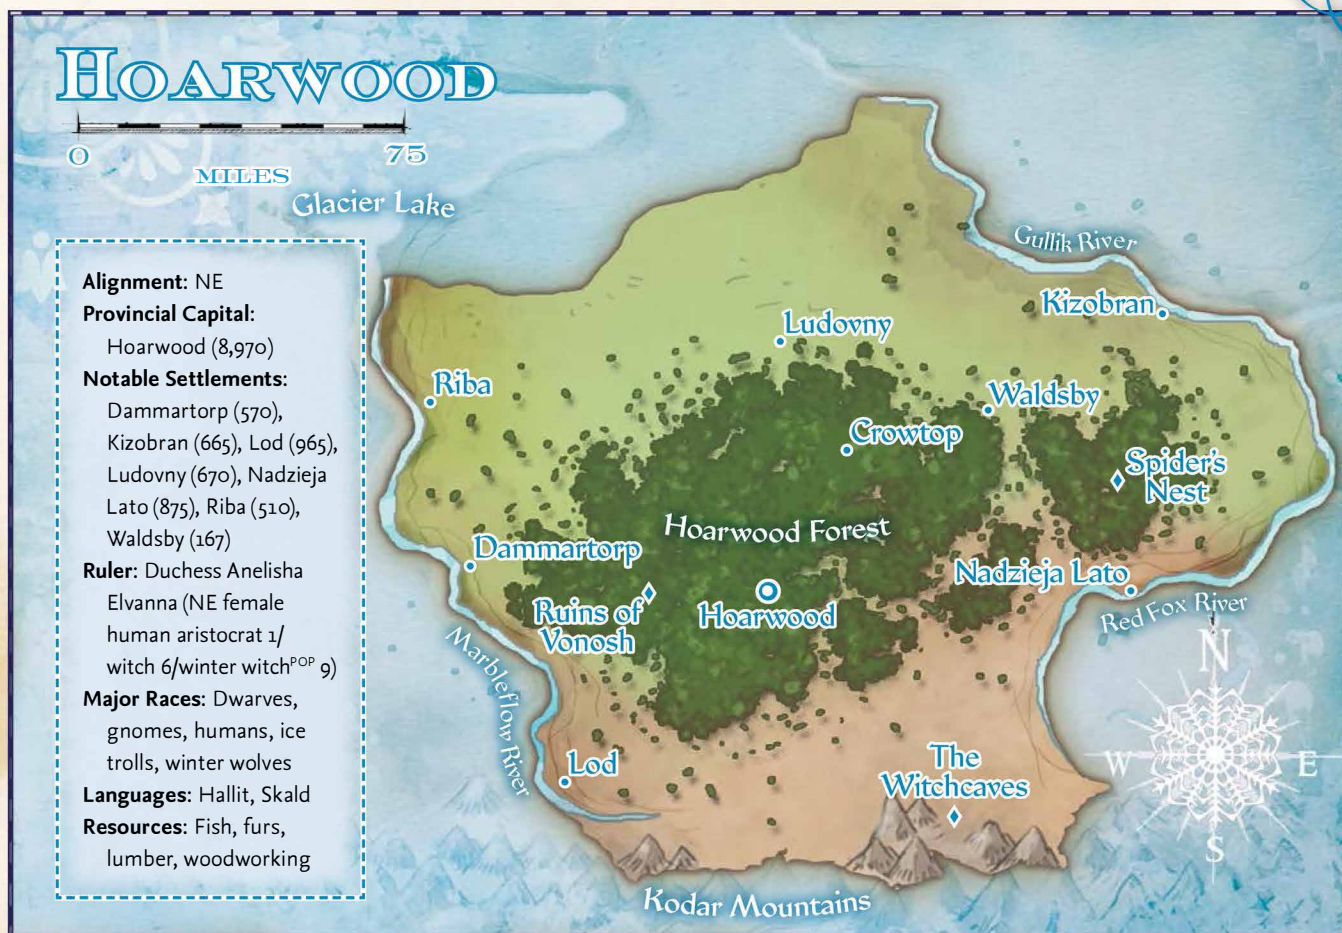 HOARWOOD
0 75
MILES
Glacier Lake
Alignment: NE
Provincial Capital:
Hoarwood (8,970)
Notable Settlements:
Dammartorp (570),
Kizobran (665), Lod (965),
Ludovny (670), Nadzieja
Lato (875), Riba (510),
Waldsby (167)
Ruler: Duchess Anelisha
Elvanna (NE female
human aristocrat 1/
witch 6/winter witchPOP 9)
Major Races: Dwarves,
gnomes, humans, ice
trolls, winter wolves
Languages: Hallit, Skald
Resources: Fish, furs,
lumber, woodworking
Gullik River
Kizobran
Ludovny
Riba
Waldsby
Crowtop
Spider's
Nest
Hoarwood Forest
Dammartorp
Nadzieja Lato
Ruins of
Vonosh
Hoarwood
Red Fox River
Marbleflow River
Lod
The
Witchcaves
Kodar Mountains
N
W E
S